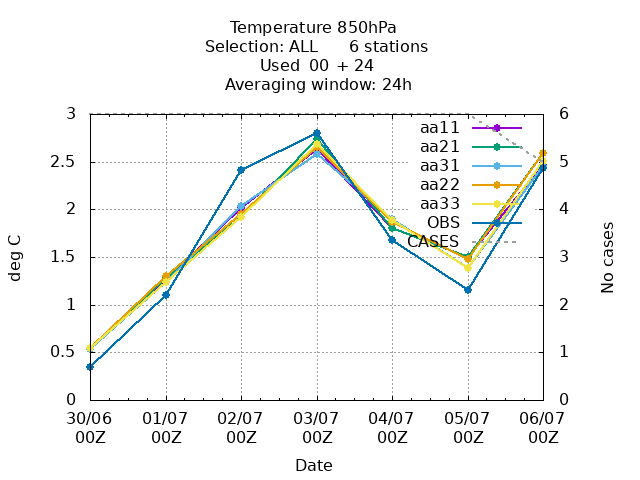 Temperature 850hPa
Selection: ALL 6 stations
Used 00 + 24
Averaging window: 24h
3 6
2.5 5
2 4
1.5 3
1 2
0.5 1
0 0
deg C
No cases
aa11
aa21
aa31
aa22
aa33
OBS
CASES
30/06 01/07 02/07 03/07 04/07 05/07 06/07
00Z 00Z 00Z 00Z 00Z 00Z 00Z
Date